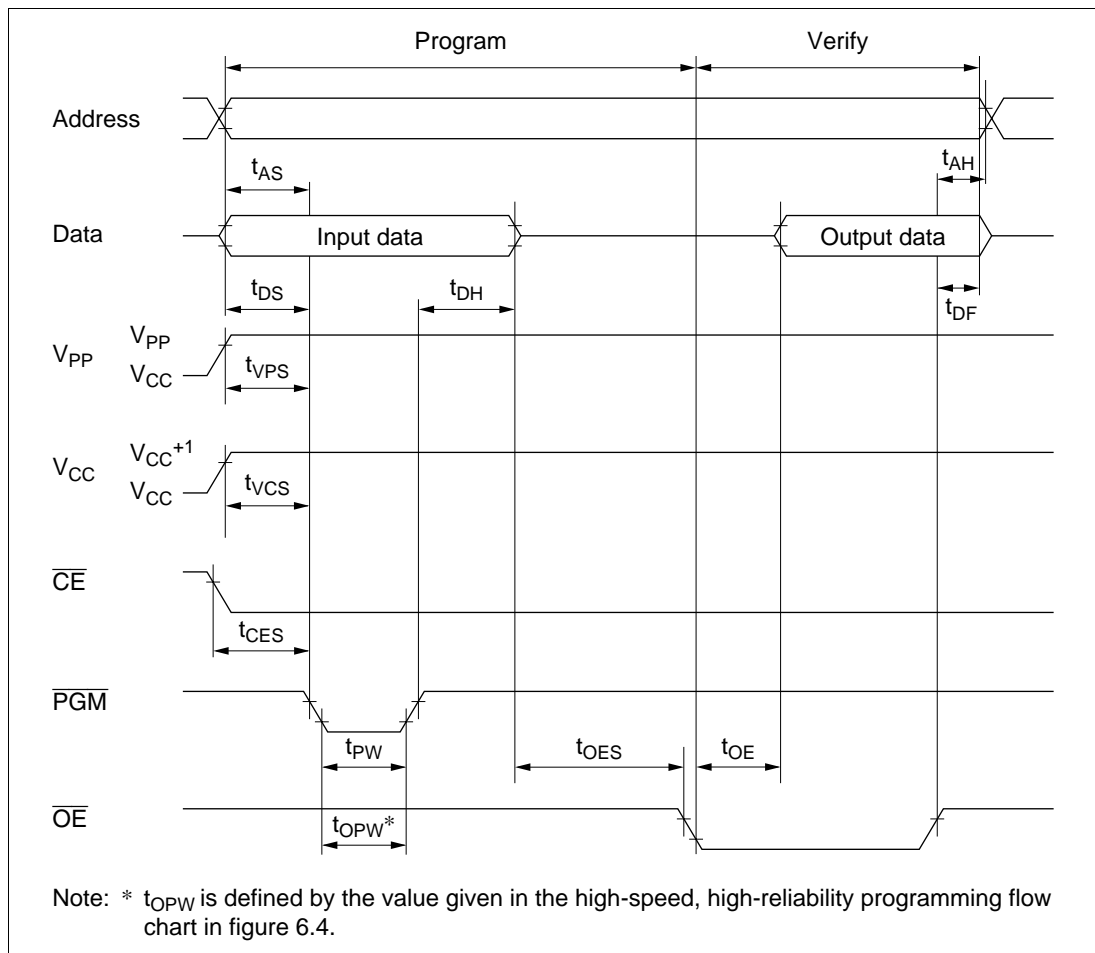 Program Verify
Address
tAS tAH
Data Input data Output data
tDS tDH tDF
VPP VPP
VCC tVPS
VCC VCC+1
VCC tVCS
CE
tCES
PGM
tPW tOES tOE
OE
tOPW*
Note: * tOPW is defined by the value given in the high-speed, high-reliability programming flow
chart in figure 6.4.